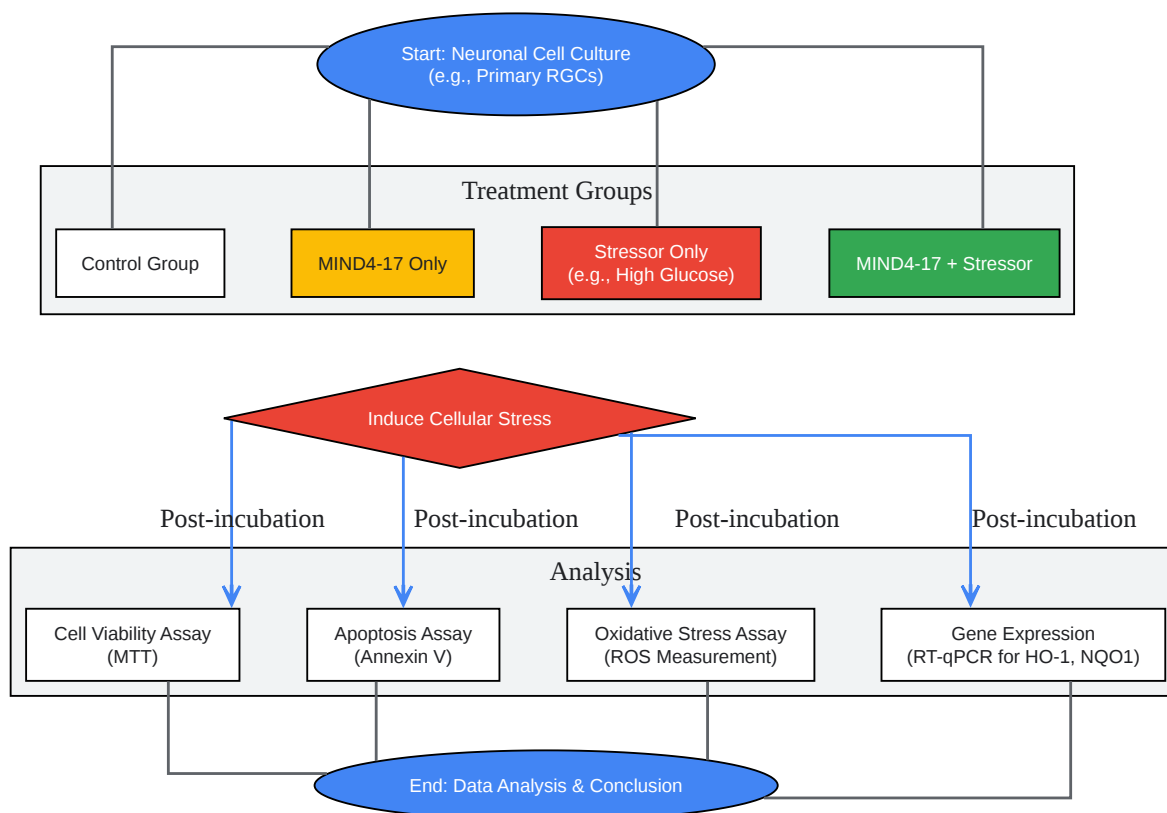 Start: Neuronal Cell Culture
(e.g., Primary RGCs)
Treatment Groups
Control Group
MIND4-17 Only
Stressor Only
(e.g., High Glucose)
MIND4-17 + Stressor
Induce Cellular Stress
Post-incubation
Post-incubation
Post-incubation
Post-incubation
Analysis
Cell Viability Assay
(MTT)
Apoptosis Assay
(Annexin V)
Oxidative Stress Assay
(ROS Measurement)
Gene Expression
(RT-qPCR for HO-1, NQO1)
End: Data Analysis & Conclusion